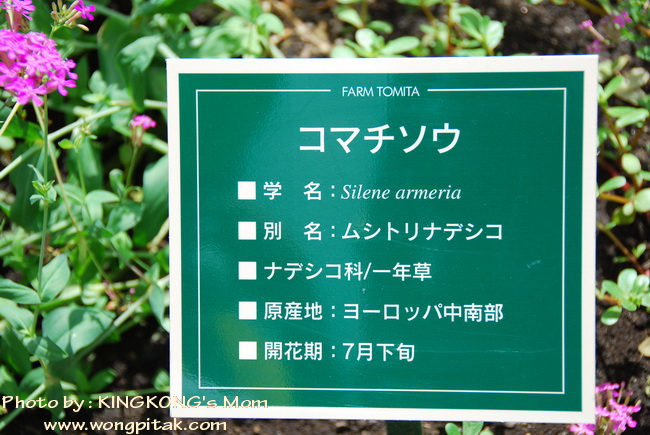 FARM TOMITA
コマチソウ
■ 学 名：Silene armeria
■ 別 名：ムシトリナデシコ
■ ナデシコ科/一年草
■ 原産地：ヨーロッパ中南部
■ 開花期：7月下旬
Photo by : KINGKONG's Mom
www.wongpitak.com